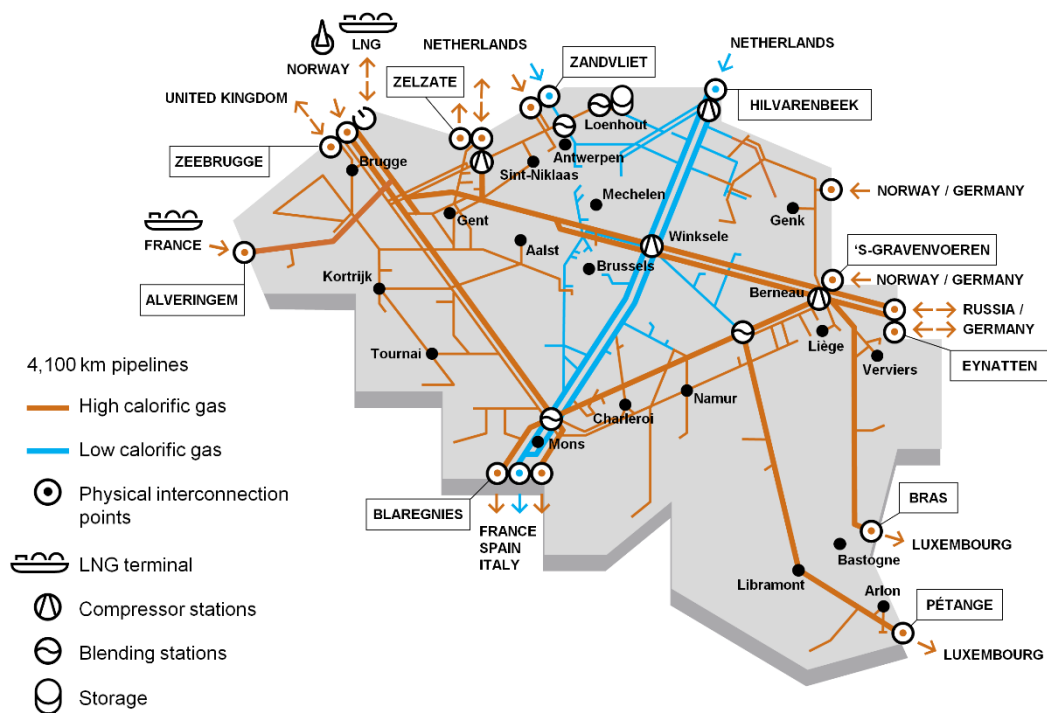 LNG
NORWAY
NETHERLANDS
ZANDVLIET
NETHERLANDS
ZELZATE
UNITED KINGDOM
HILVARENBEEK
Loenhout
ZEEBRUGGE
Brugge
Antwerpen
Sint-Niklaas
Mechelen
NORWAY / GERMANY
Genk
Gent
FRANCE
Winksele
Aalst
'S-GRAVENVOEREN
Brussels
Kortrijk
Berneau
NORWAY / GERMANY
ALVERINGEM
RUSSIA /
GERMANY
Liège
EYNATTEN
Tournai
Verviers
4,100 km pipelines
High calorific gas
Namur
Charleroi
Low calorific gas
Mons
Physical interconnection
points
BLAREGNIES
BRAS
FRANCE
SPAIN
ITALY
LUXEMBOURG
Bastogne
LNG terminal
Libramont
Arlon
PÉTANGE
Compressor stations
LUXEMBOURG
Blending stations
Storage